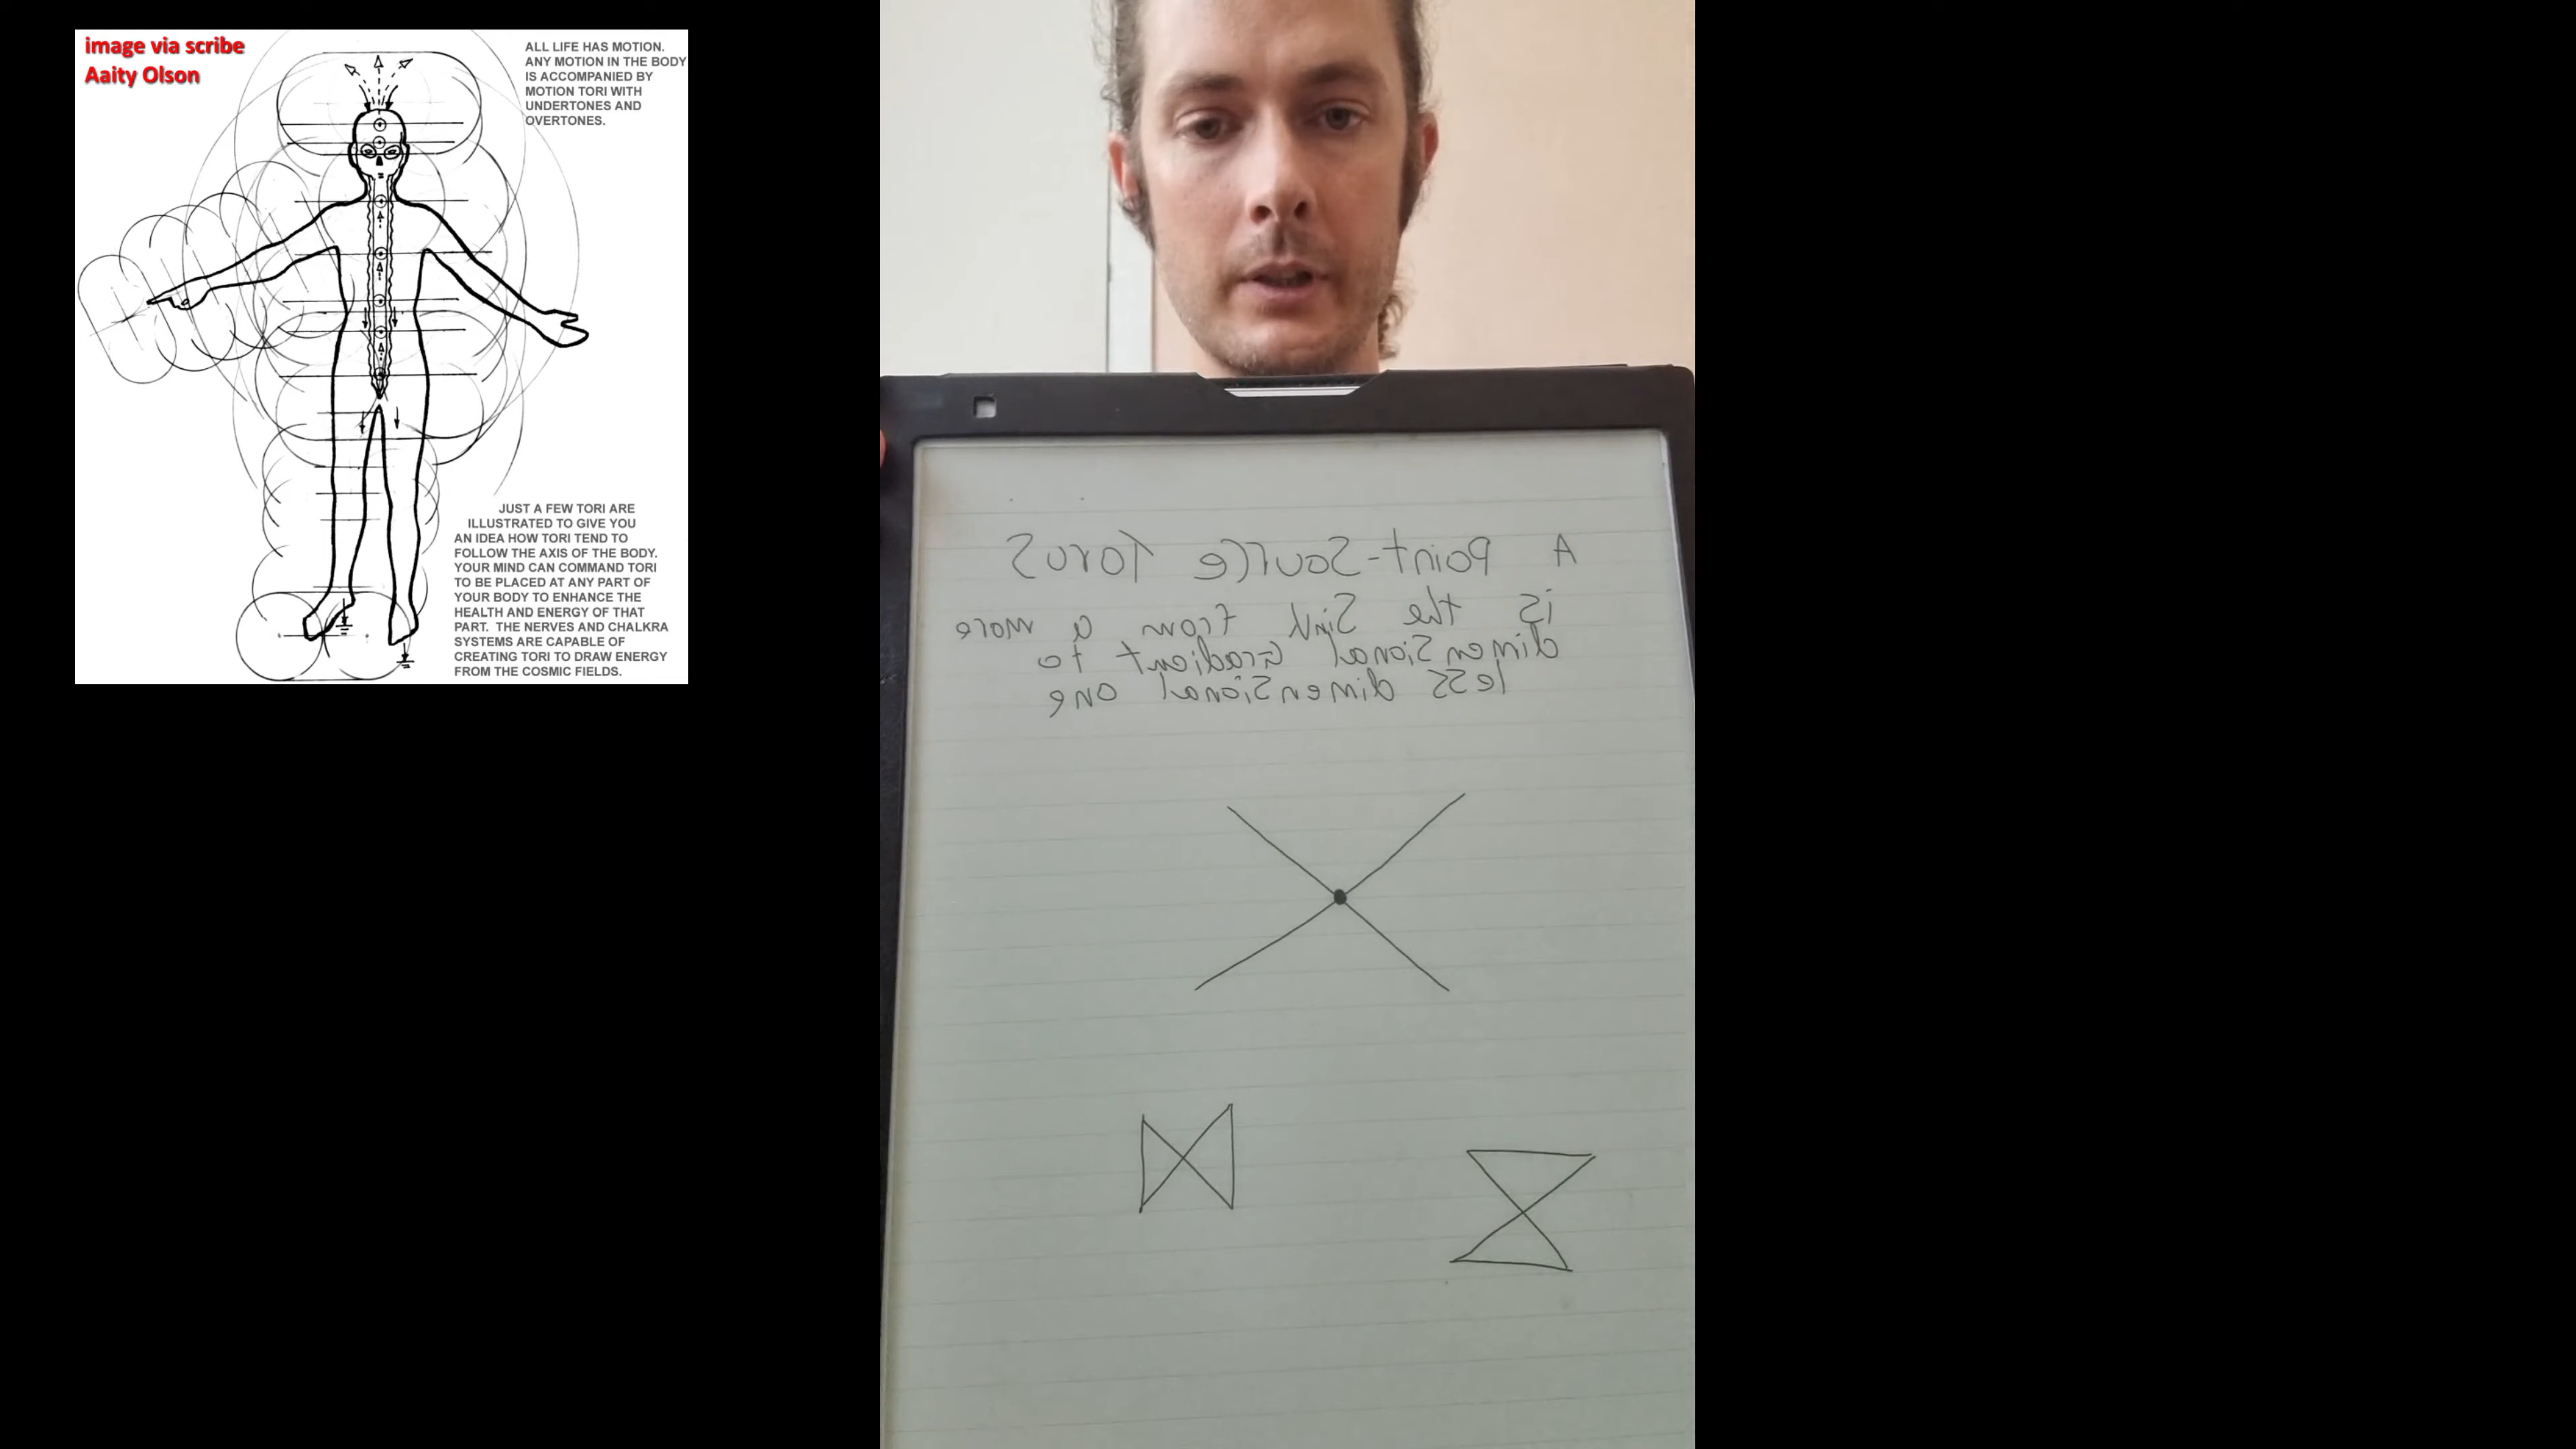 image via scribe
Aaity Olson
ALL LIFE HAS MOTION.
ANY MOTION IN THE BODY
IS ACCOMPANIED BY
MOTION TORI WITH
UNDERTONES AND
OVERTONES.
JUST A FEW TORI ARE
ILLUSTRATED TO GIVE YOU
AN IDEA HOW TORI TEND TO
FOLLOW THE AXIS OF THE BODY.
YOUR MIND CAN COMMAND TORI
TO BE PLACED AT ANY PART OF
YOUR BODY TO ENHANCE THE
HEALTH AND ENERGY OF THAT
PART. THE NERVES AND CHALKRA
SYSTEMS ARE CAPABLE OF
CREATING TORI TO DRAW ENERGY
FROM THE COSMIC FIELDS.
A Point-Source Torus
is the Sink from a more
dimensional Gradient to
less dimensional one